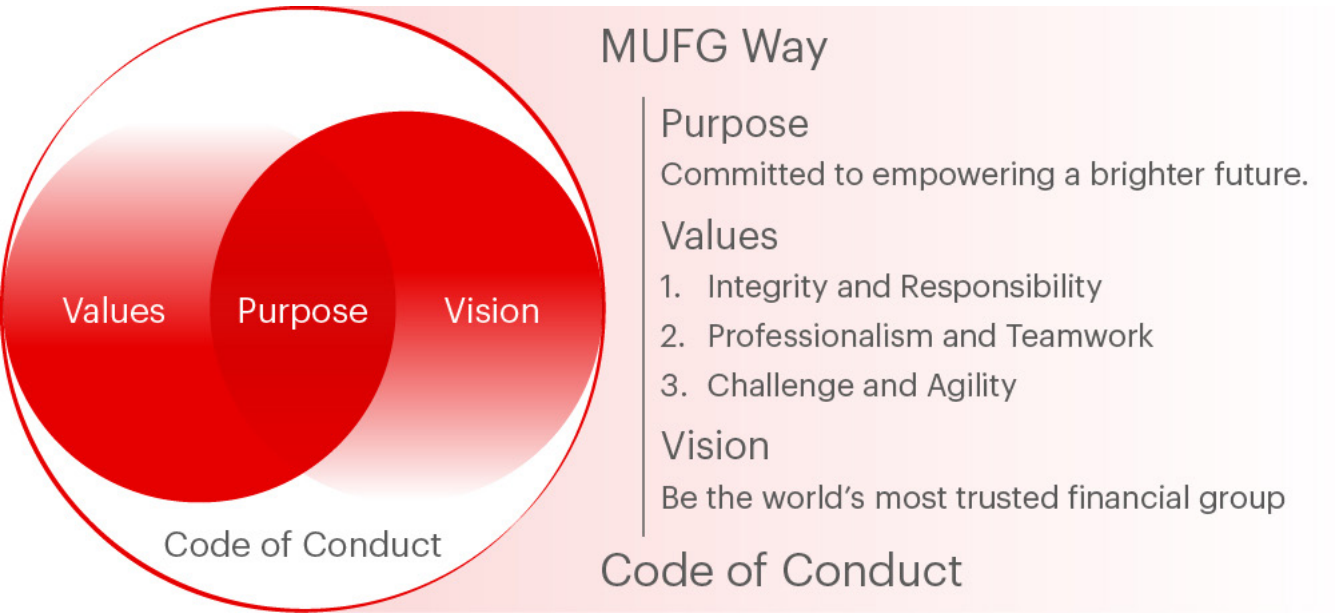 Values
Purpose
Vision
Code of Conduct
MUFG Way
Purpose
Committed to empowering a brighter future.
Values
1. Integrity and Responsibility
2. Professionalism and Teamwork
3. Challenge and Agility
Vision
Be the world’s most trusted financial group
Code of Conduct